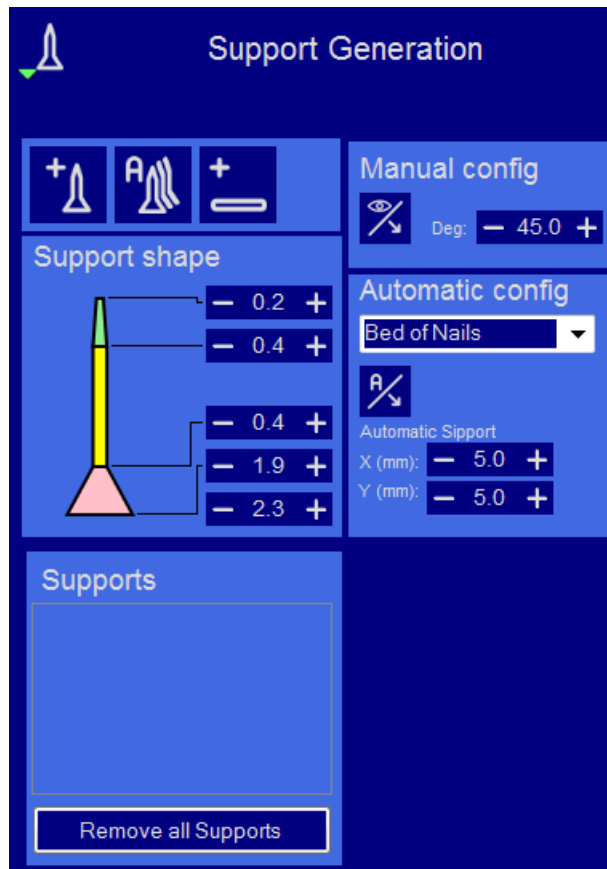 Support Generation
Manual config
Deg: − 45.0 +
Support shape
− 0.2 +
− 0.4 +
− 0.4 +
− 1.9 +
− 2.3 +
Automatic config
Bed of Nails
A
Automatic Sipport
X (mm): − 5.0 +
Y (mm): − 5.0 +
+ A +
Supports
Remove all Supports